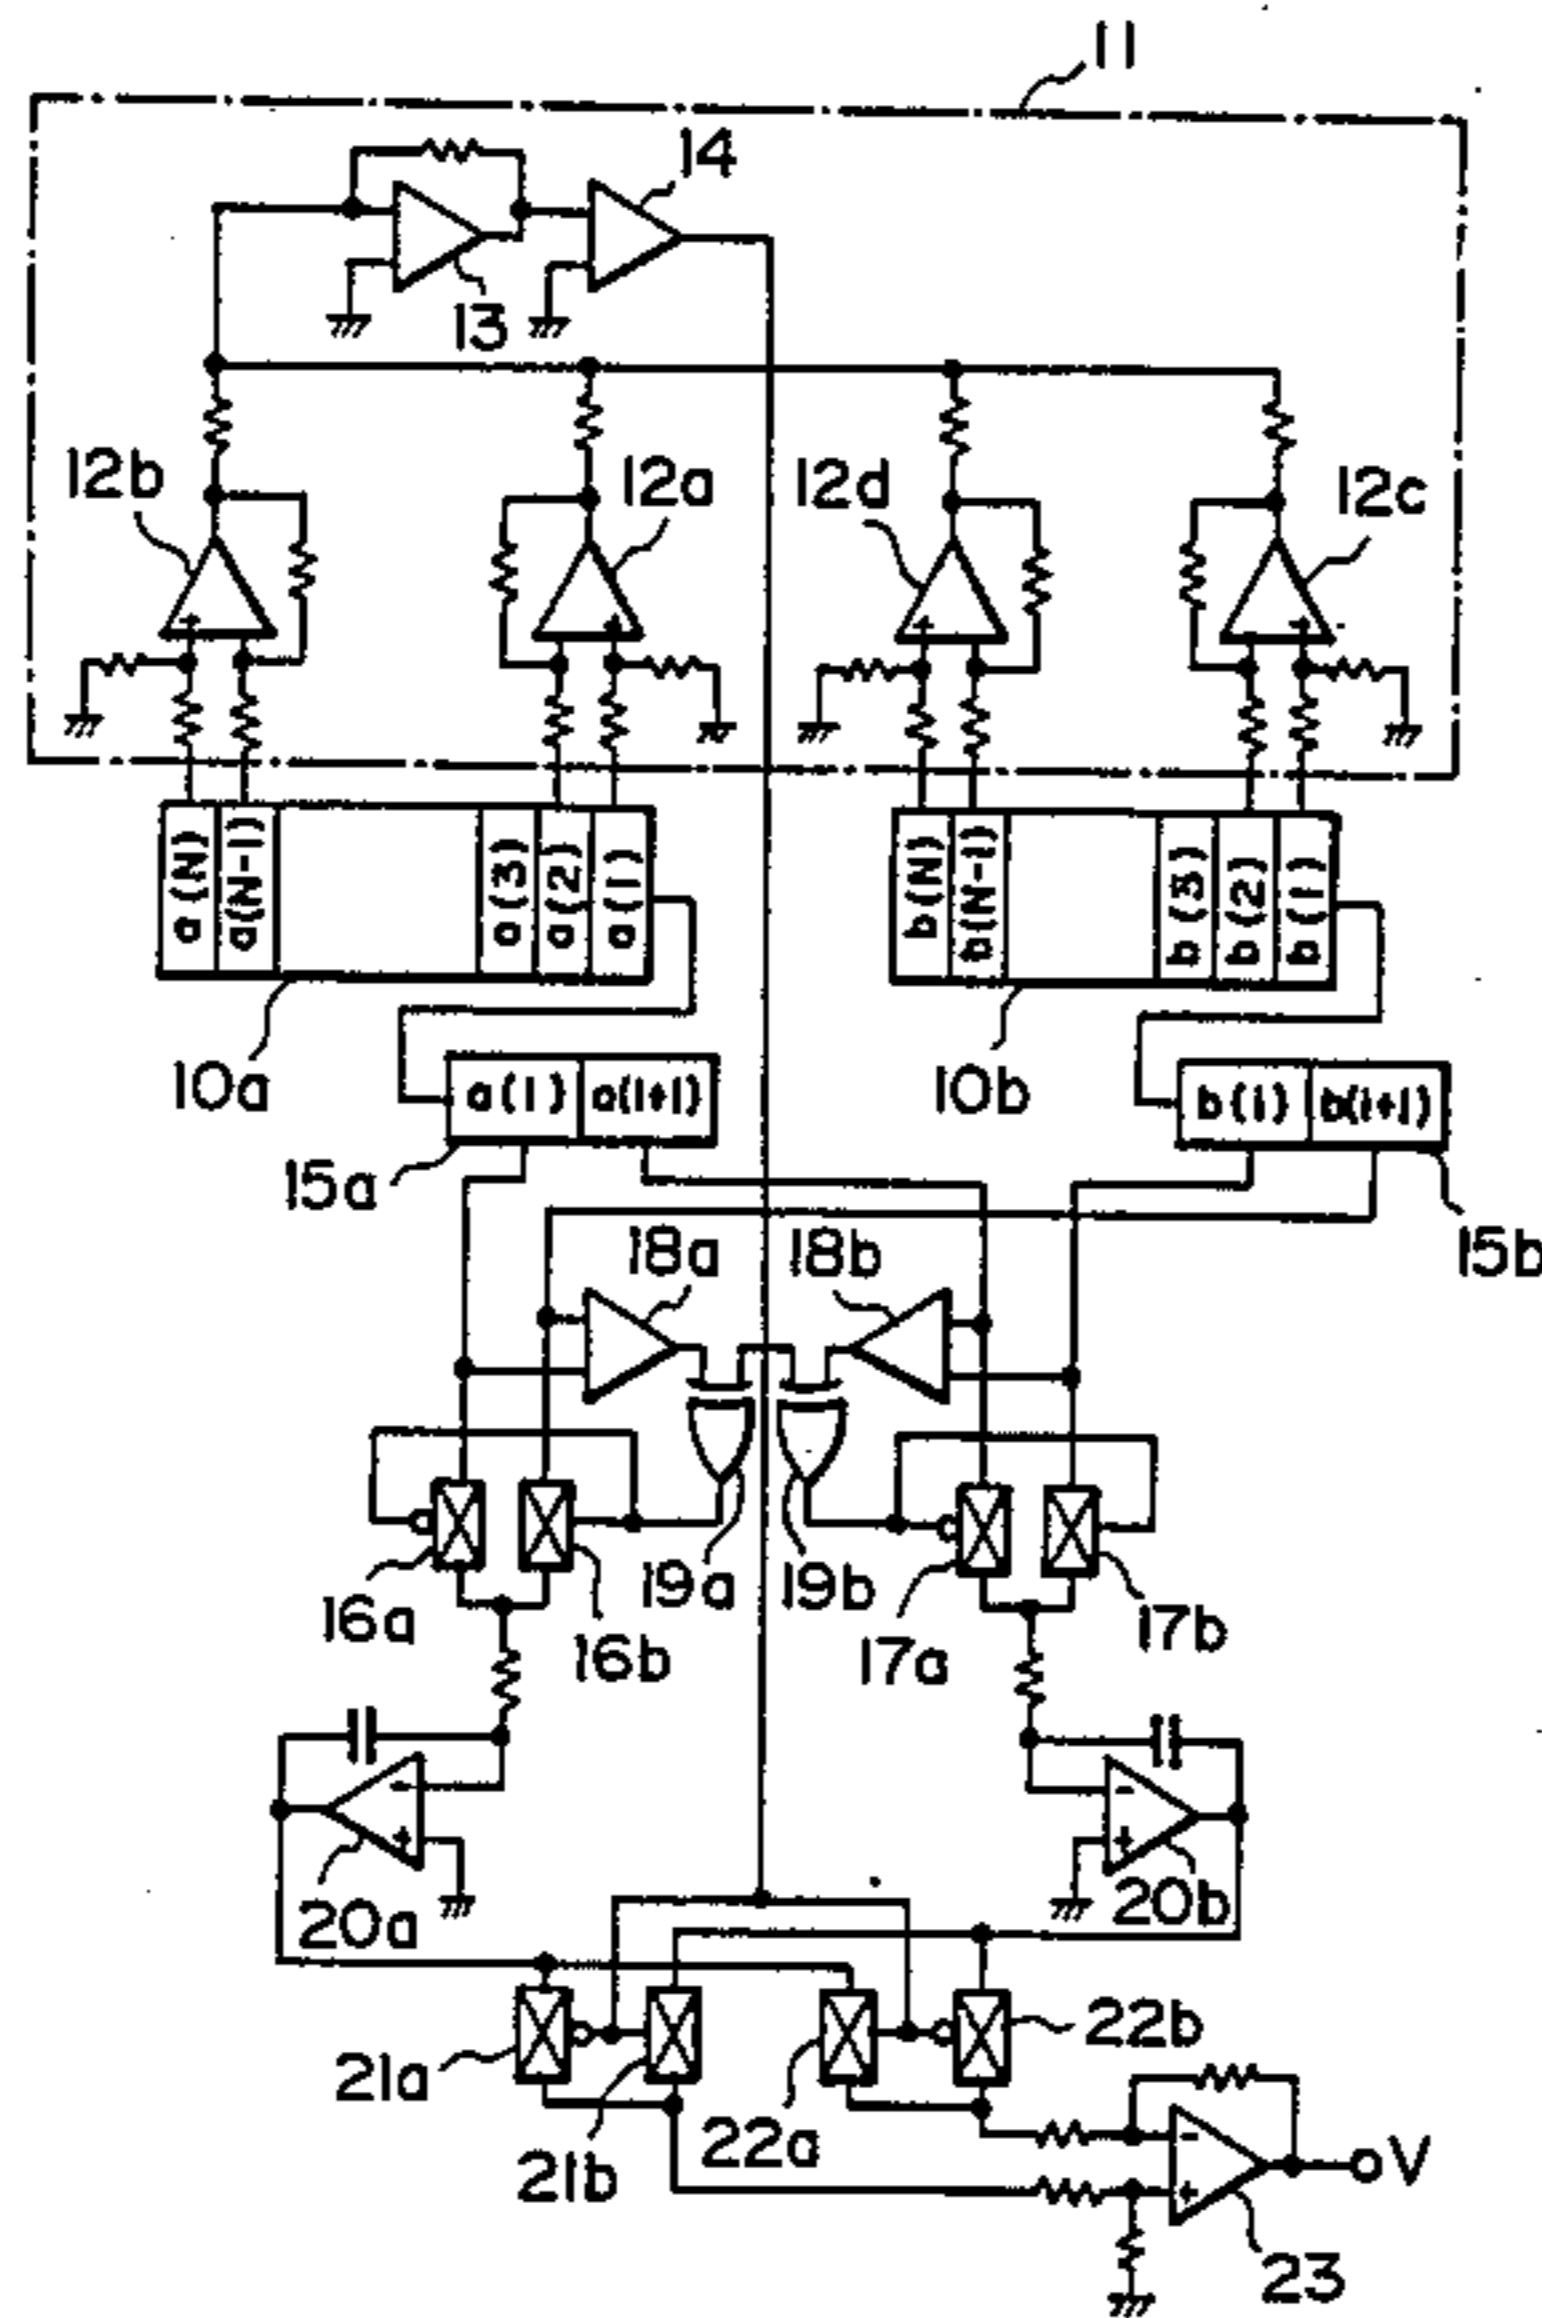 11
14
13
12b
12a
12d
12c
+
+
+
+
a(N)
a(N-1)
a(3)
a(2)
a(1)
b(N)
b(N-1)
b(3)
b(2)
b(1)
10a
10b
a(i)
a(i+1)
b(i)
b(i+1)
15a
15b
18a
18b
16a
16b
19a
19b
17a
17b
-
+
-
+
20a
20b
21a
21b
22a
22b
-
+
V
23